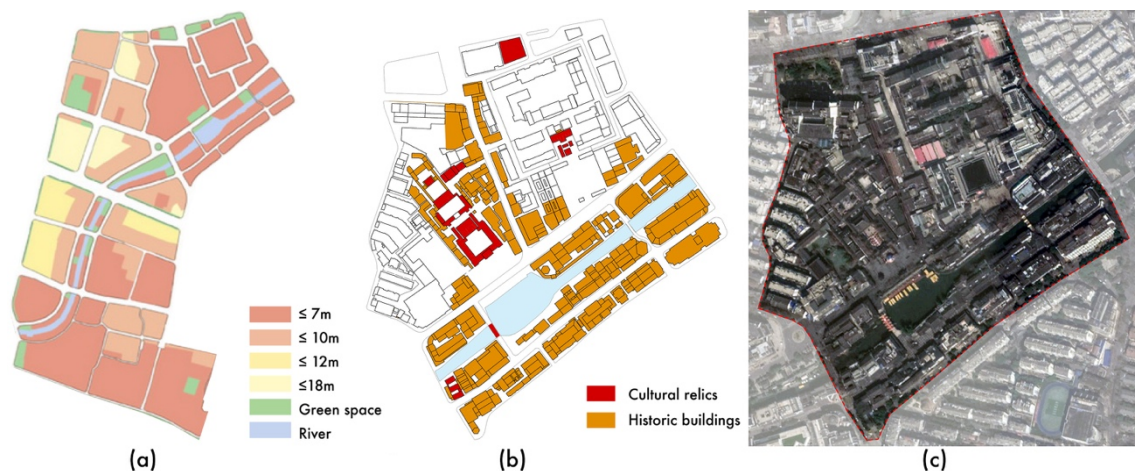 ≤ 7m
≤ 10m
≤ 12m
≤18m
Green space
River
Cultural relics
Historic buildings
(a)
(b)
(c)